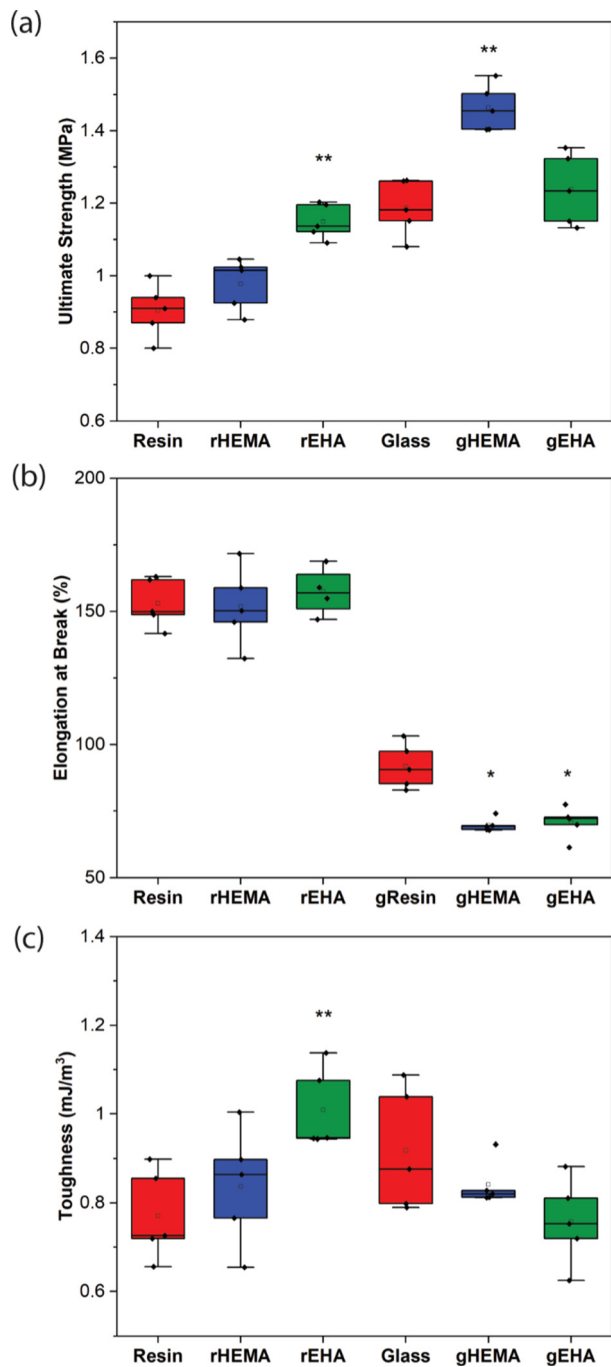 (a)
Ultimate Strength (MPa)
1.6
1.4
1.2
1
0.8
0.6
**
**
Resin rHEMA rEHA Glass gHEMA gEHA
(b)
Elongation at Break (%)
200
150
100
50
*
*
Resin rHEMA rEHA gResin gHEMA gEHA
(c)
Toughness (mJ/m³)
1.4
1.2
1
0.8
0.6
**
Resin rHEMA rEHA Glass gHEMA gEHA